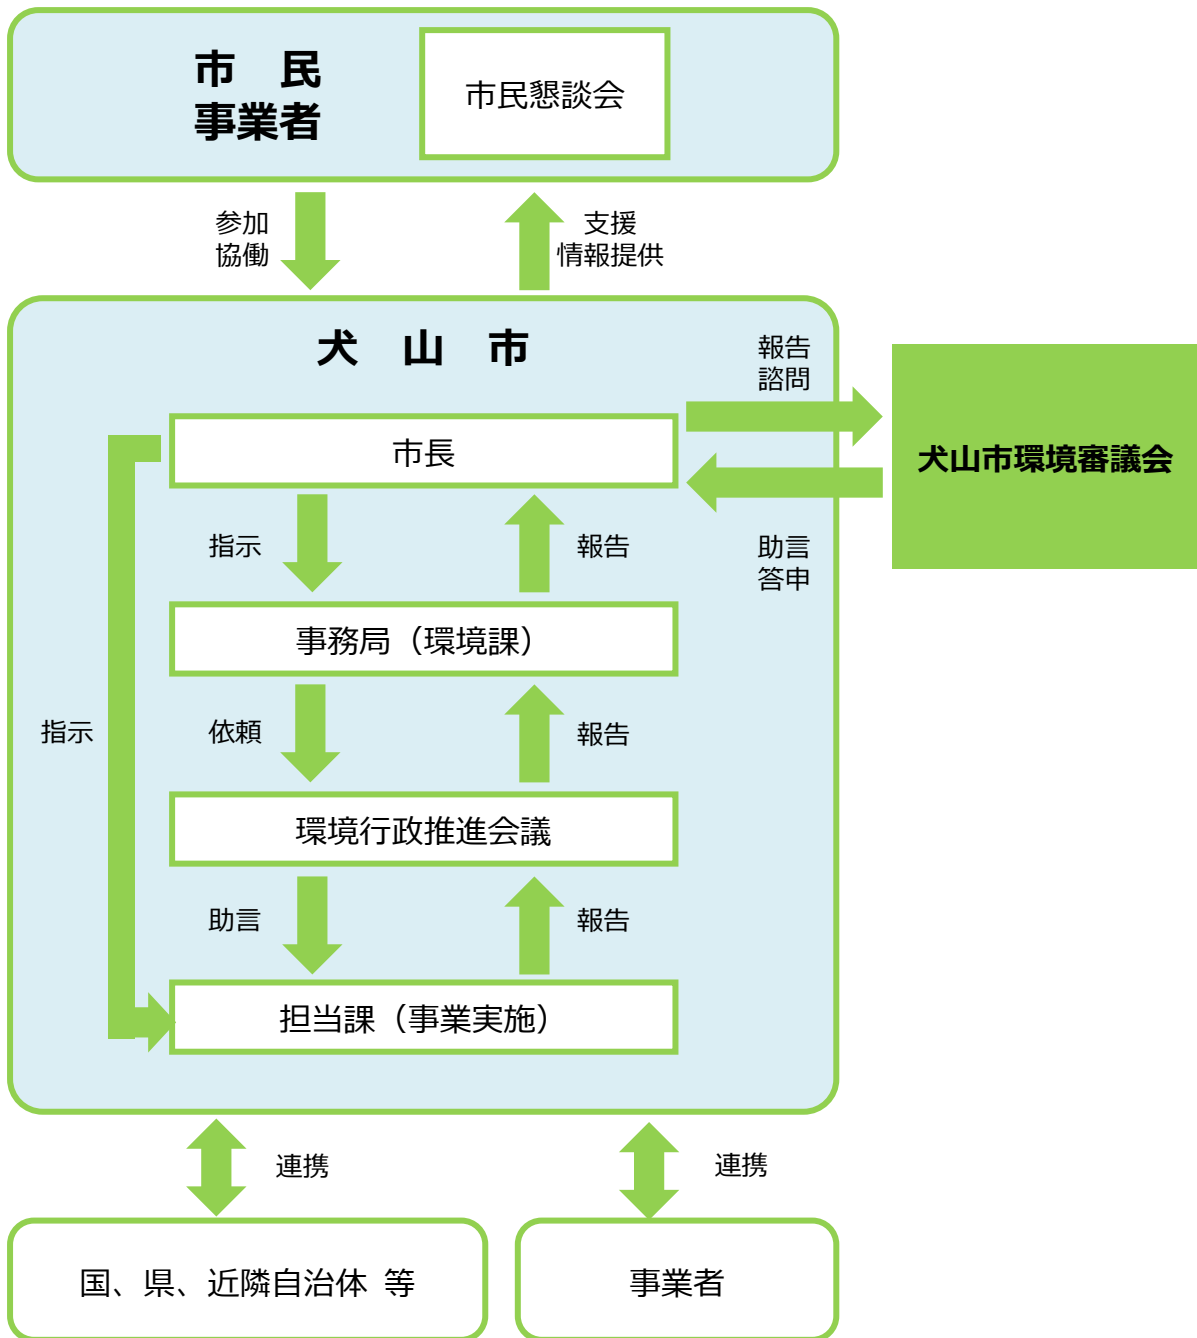 市　民
事業者
市民懇談会
参加
協働
支援
情報提供
犬　山　市
報告
諮問
市長
犬山市環境審議会
指示
報告
助言
答申
事務局（環境課）
指示
依頼
報告
環境行政推進会議
助言
報告
担当課（事業実施）
連携
連携
国、県、近隣自治体 等
事業者